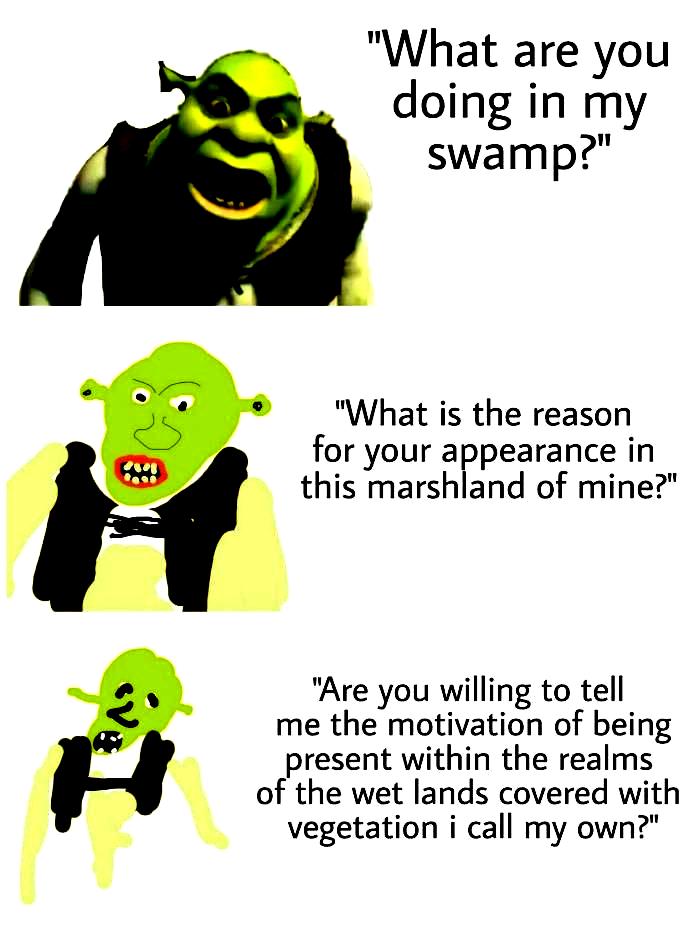 "What are you
doing in my
swamp?"
"What is the reason
for your appearance in
this marshland of mine?"
"Are you willing to tell
me the motivation of being
present within the realms
of the wet lands covered with
vegetation i call my own?"